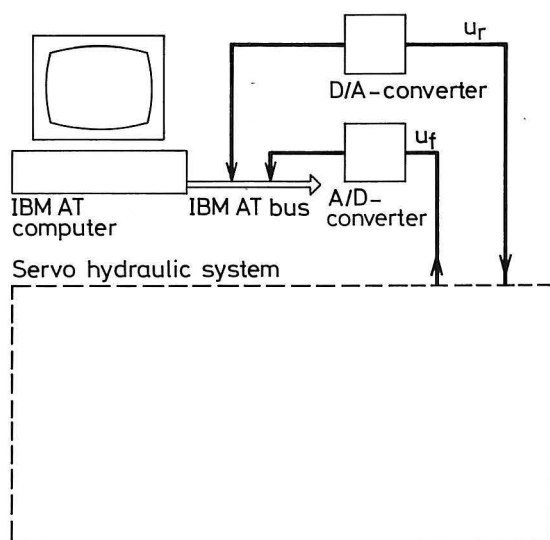 u_r
D/A-converter
u_f
IBM AT
computer
IBM AT bus
A/D-
converter
Servo hydraulic system